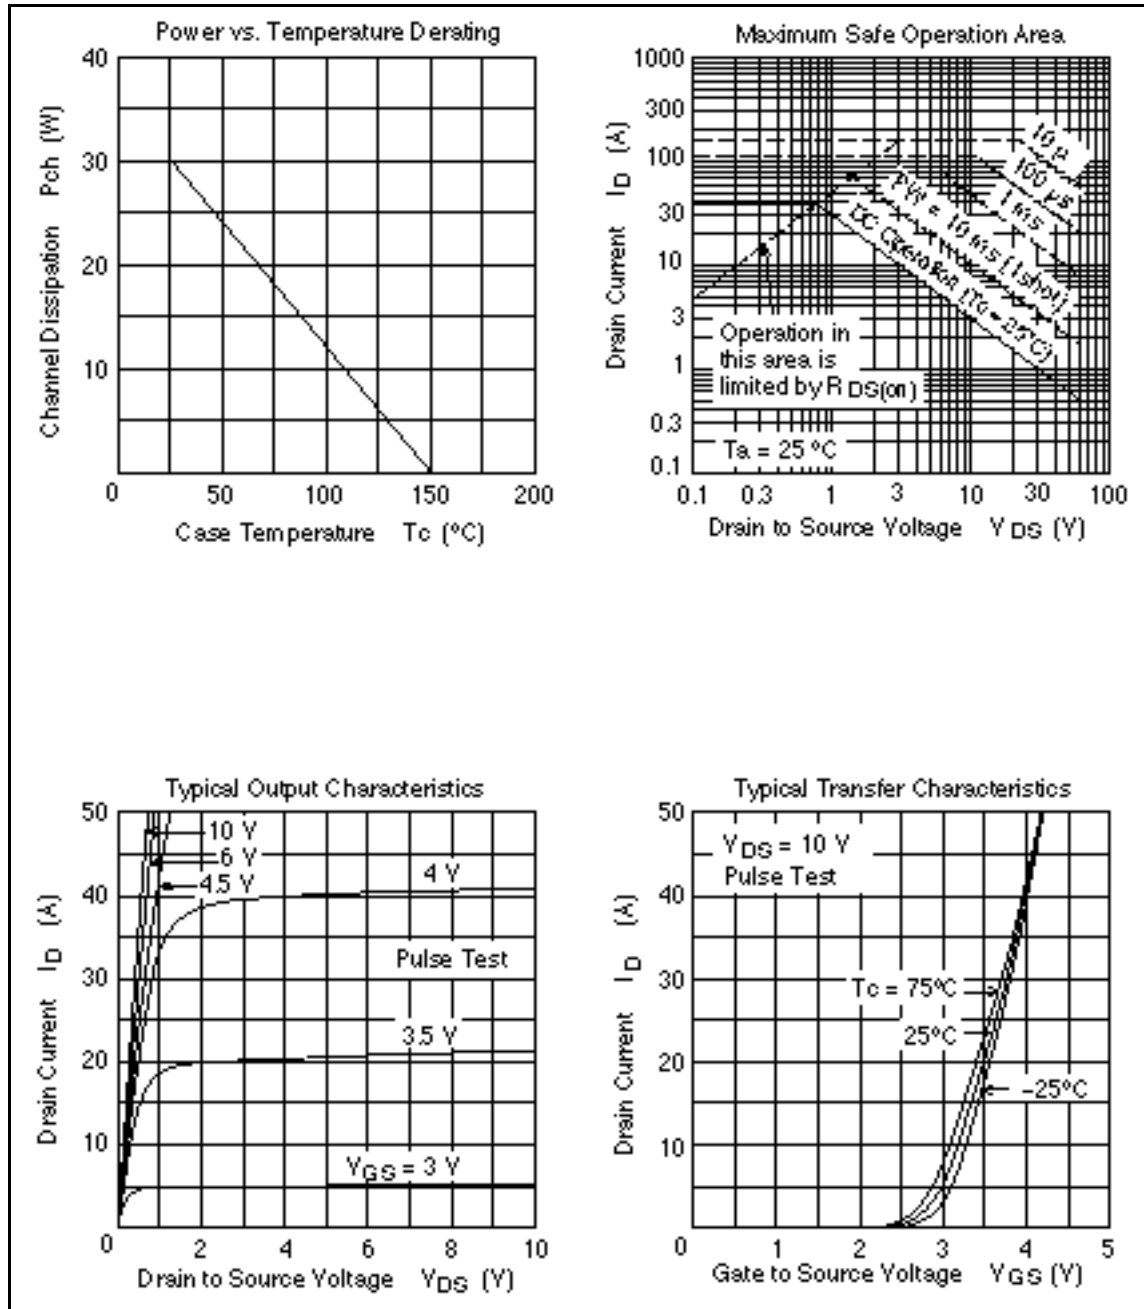 Power vs. Temperature Derating
40
30
20
10
0
50
100
150
200
Channel Dissipation Pch (W)
Case Temperature Tc (°C)
Maximum Safe Operation Area
1000
300
100
30
10
3
1
0.3
0.1
0.1
0.3
1
3
10
30
100
Drain Current I D (A)
10 µ
100 µs
1 ms
PW = 10 ms (1shot)
DC Operation (Tc = 25°C)
Operation in
this area is
limited by R DS(on)
Ta = 25 °C
Drain to Source Voltage V DS (V)
Typical Output Characteristics
50
40
30
20
10
0
2
4
6
8
10
10 V
6 V
4.5 V
4 V
Pulse Test
3.5 V
VGS = 3 V
Drain Current I D (A)
Drain to Source Voltage VDS (V)
Typical Transfer Characteristics
50
40
30
20
10
0
1
2
3
4
5
VDS = 10 V
Pulse Test
Tc = 75°C
25°C
–25°C
Drain Current I D (A)
Gate to Source Voltage VGS (V)